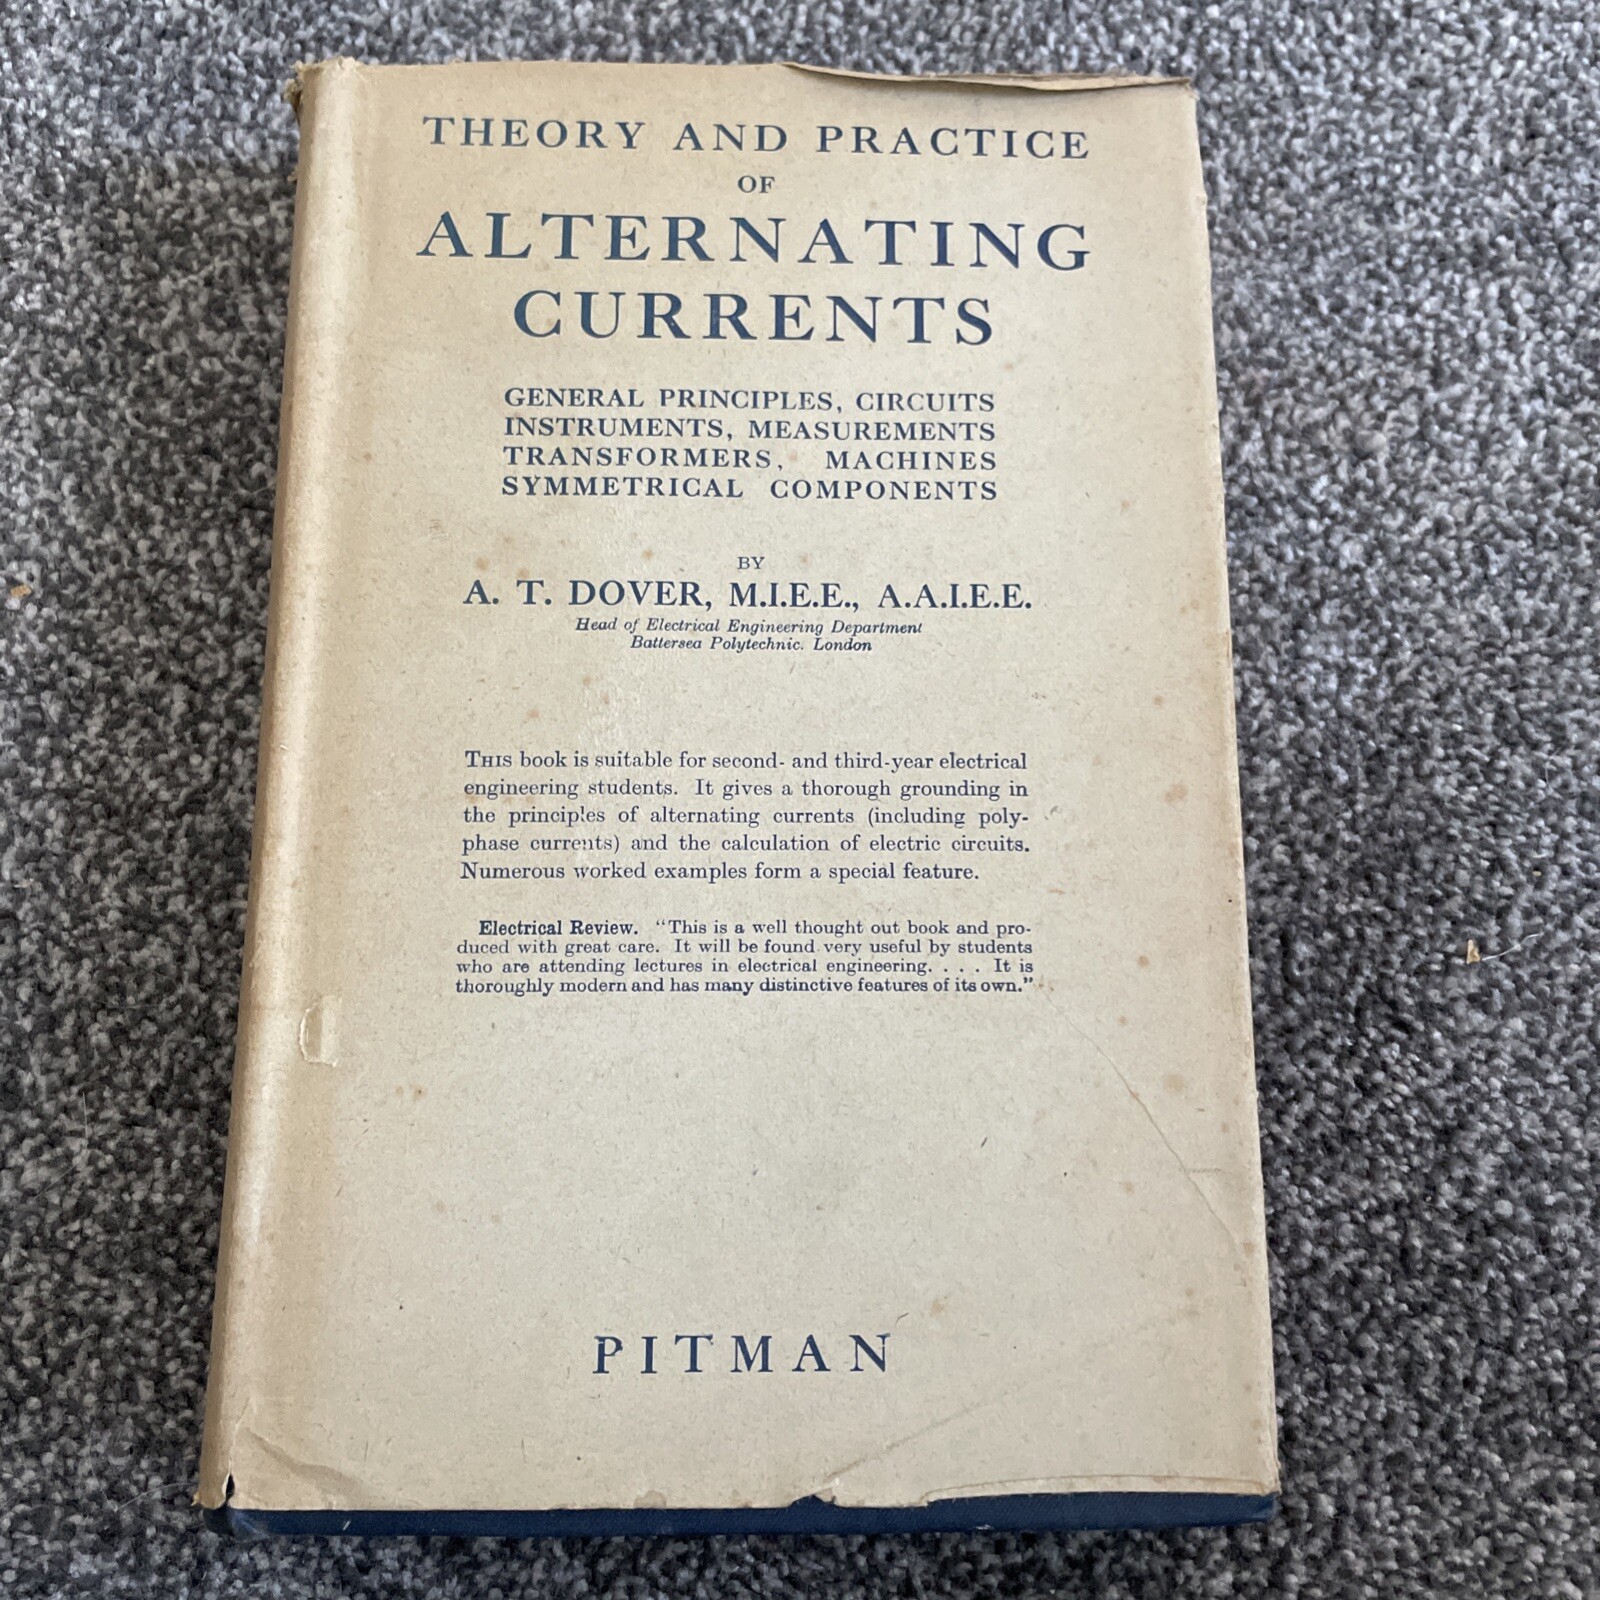 THEORY AND PRACTICE
OF
ALTERNATING
CURRENTS
GENERAL PRINCIPLES, CIRCUITS
INSTRUMENTS, MEASUREMENTS
TRANSFORMERS, MACHINES
SYMMETRICAL COMPONENTS
BY
A. T. DOVER, M.I.E.E., A.A.I.E.E.
Head of Electrical Engineering Department
Battersea Polytechnic. London
THIS book is suitable for second- and third-year electrical
engineering students. It gives a thorough grounding in
the principles of alternating currents (including poly-
phase currents) and the calculation of electric circuits.
Numerous worked examples form a special feature.
Electrical Review. “This is a well thought out book and pro-
duced with great care. It will be found very useful by students
who are attending lectures in electrical engineering. . . . It is
thoroughly modern and has many distinctive features of its own.”
PITMAN